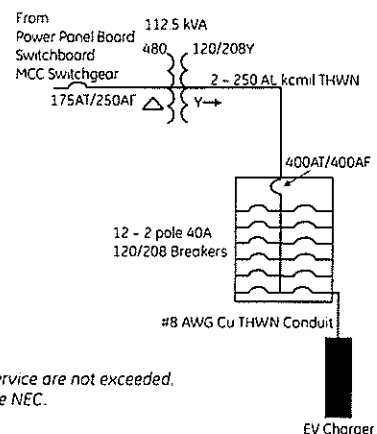 From
Power Panel Board
Switchboard
MCC Switchgear
112.5 kVA
480
120/208Y
2 - 250 AL kcmil THWN
175AT/250AF
Y
400AT/400AF
12 - 2 pole 40A
120/208 Breakers
#8 AWG Cu THWN Conduit
ervice are not exceeded,
e NEC.
EV Charger